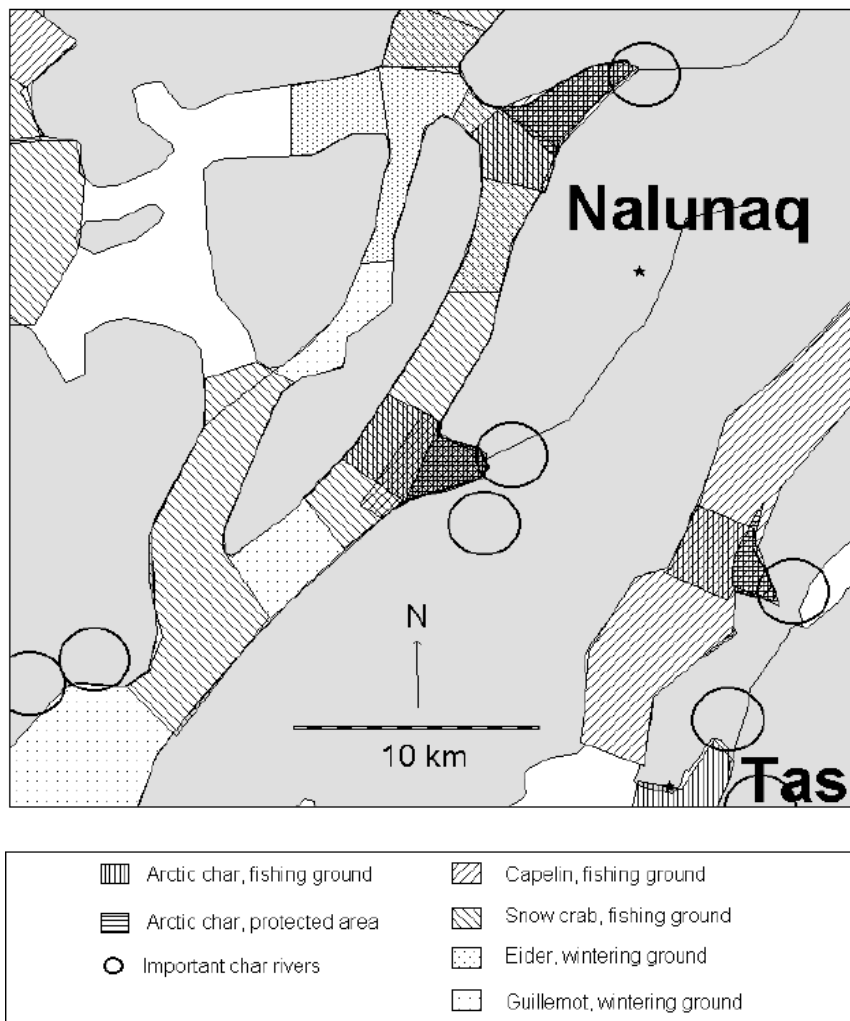 Nalunaq
N
10 km
Tas
Arctic char, fishing ground
Arctic char, protected area
Important char rivers
Capelin, fishing ground
Snow crab, fishing ground
Eider, wintering ground
Guillemot, wintering ground